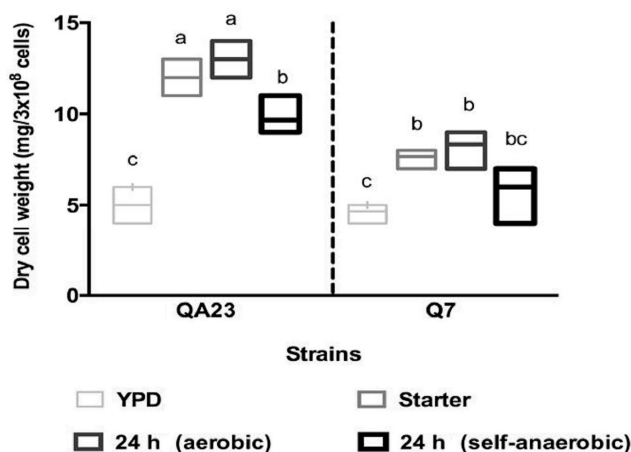 Dry cell weight (mg/3x10⁸ cells)
15
10
5
0
c
a
a
b
c
b
b
bc
QA23
Q7
Strains
YPD
Starter
24 h (aerobic)
24 h (self-anaerobic)